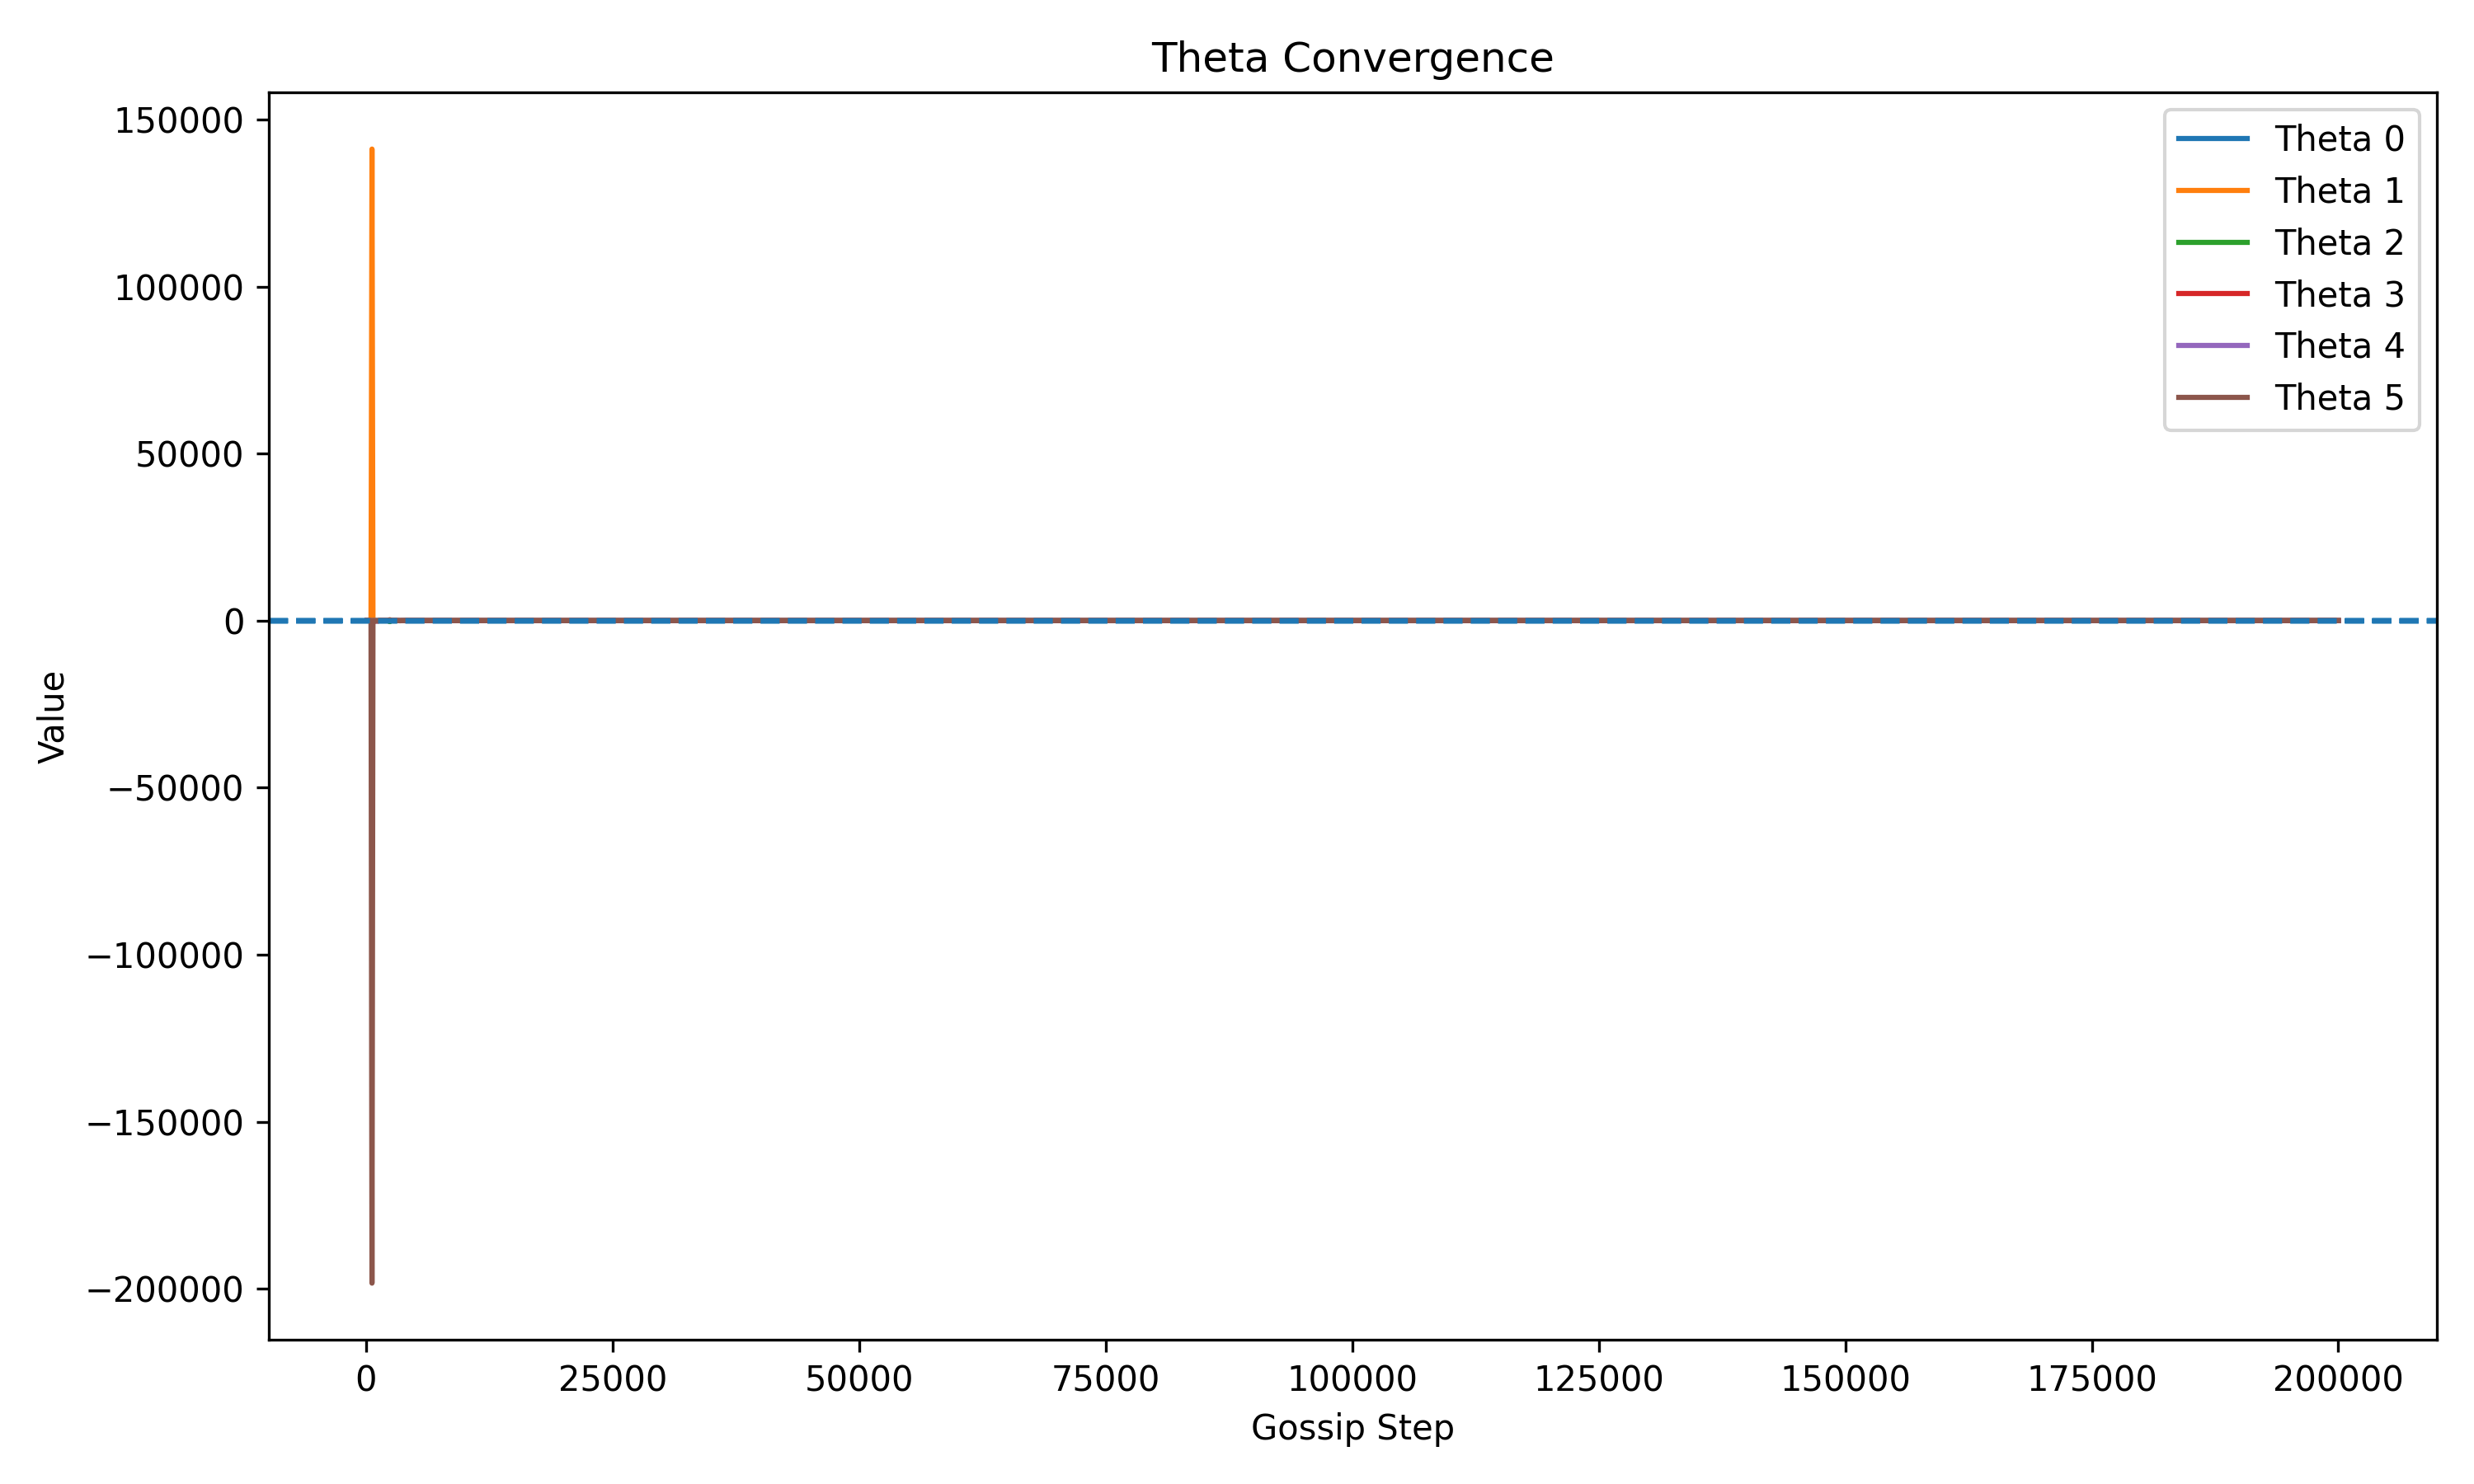 Theta Convergence
150000
100000
50000
0
−50000
−100000
−150000
−200000
Value
Theta 0
Theta 1
Theta 2
Theta 3
Theta 4
Theta 5
0 25000 50000 75000 100000 125000 150000 175000 200000
Gossip Step